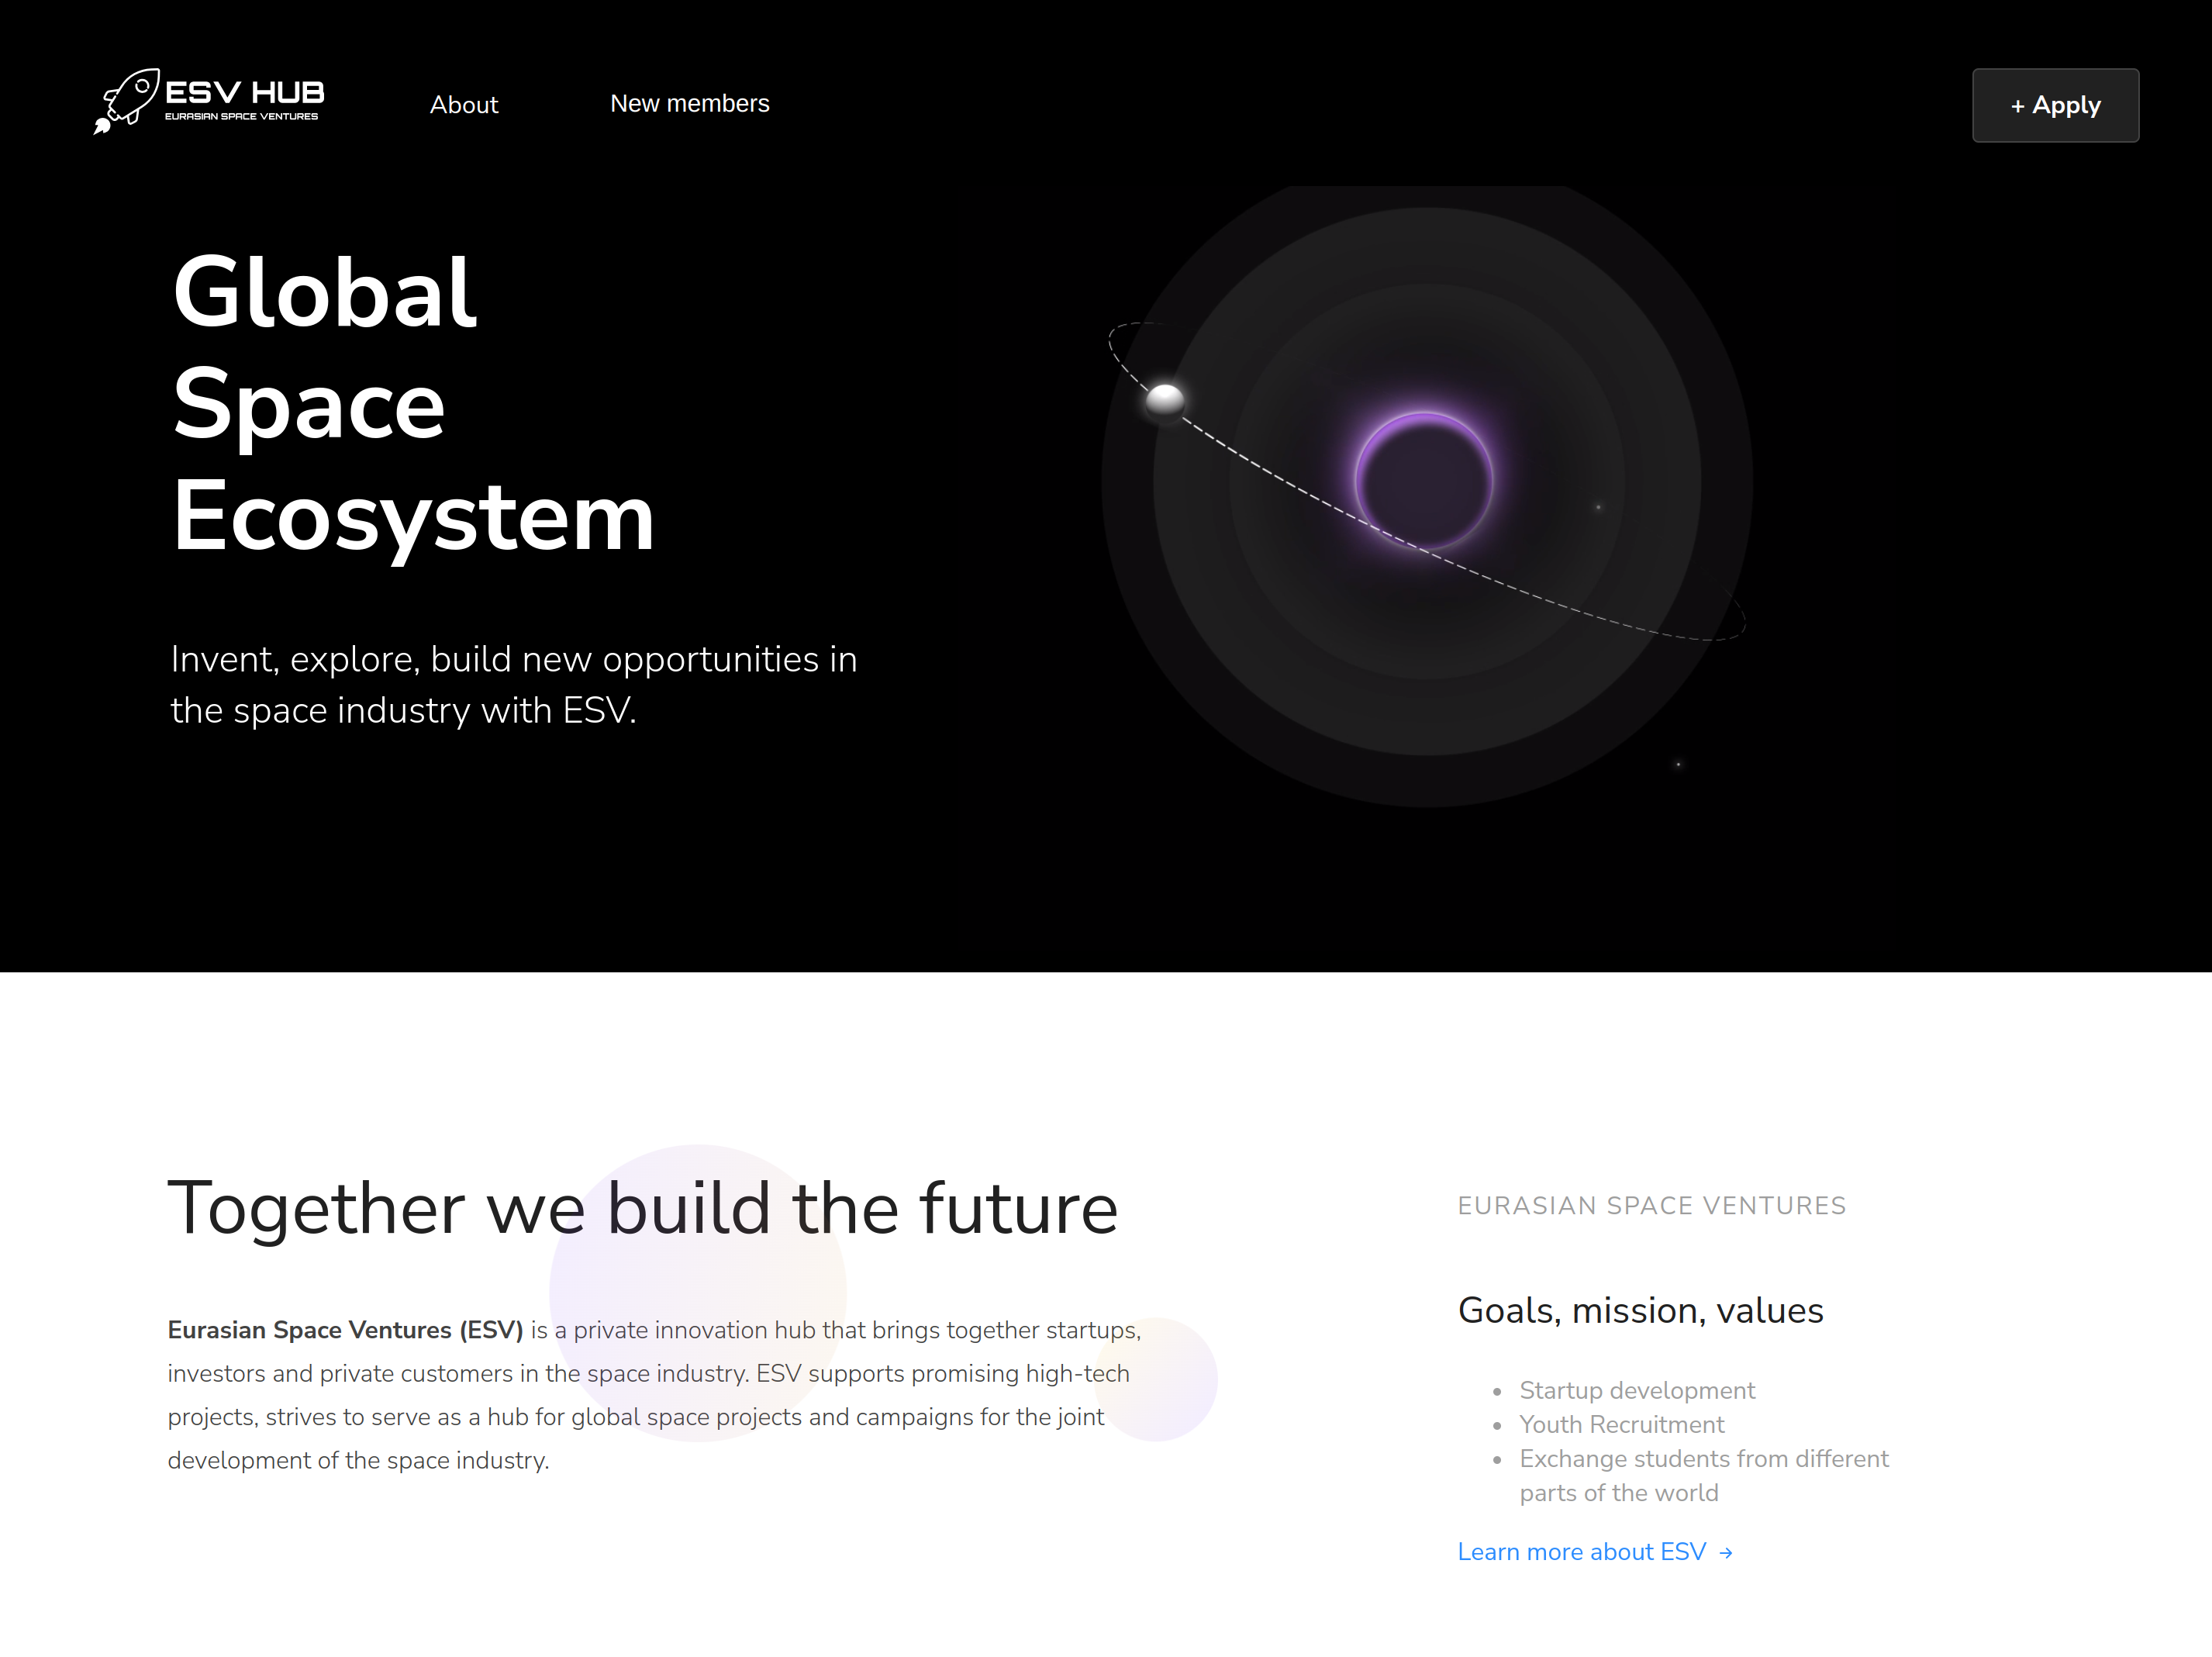 ESV HUB
EURASIAN SPACE VENTURES
About
New members
+ Apply
Global
Space
Ecosystem
Invent, explore, build new opportunities in
the space industry with ESV.
Together we build the future
Eurasian Space Ventures (ESV) is a private innovation hub that brings together startups,
investors and private customers in the space industry. ESV supports promising high-tech
projects, strives to serve as a hub for global space projects and campaigns for the joint
development of the space industry.
EURASIAN SPACE VENTURES
Goals, mission, values
• Startup development
• Youth Recruitment
• Exchange students from different
parts of the world
Learn more about ESV →